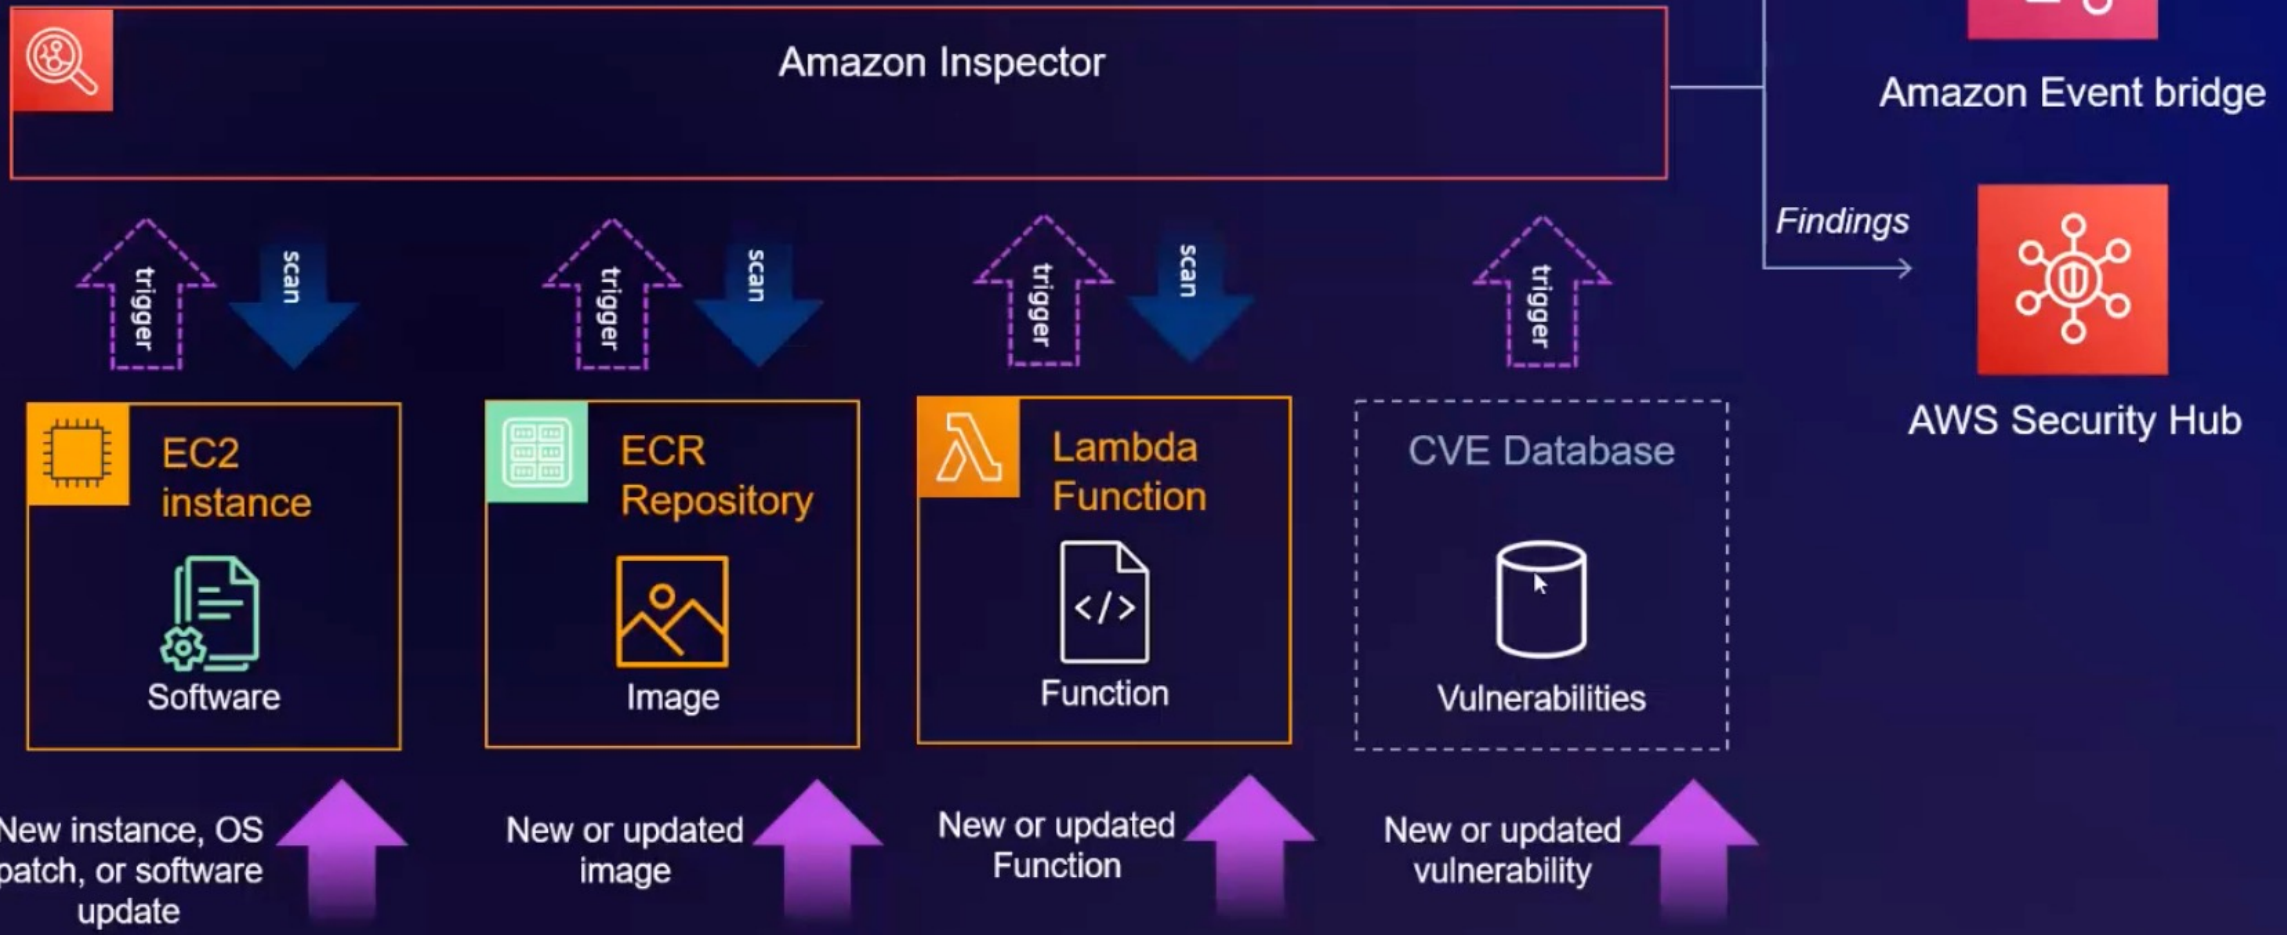 Amazon Inspector
Amazon Event bridge
Findings
AWS Security Hub
trigger
scan
trigger
scan
trigger
scan
trigger
EC2
instance
Software
ECR
Repository
Image
Lambda
Function
</>
Function
CVE Database
Vulnerabilities
New instance, OS
patch, or software
update
New or updated
image
New or updated
Function
New or updated
vulnerability